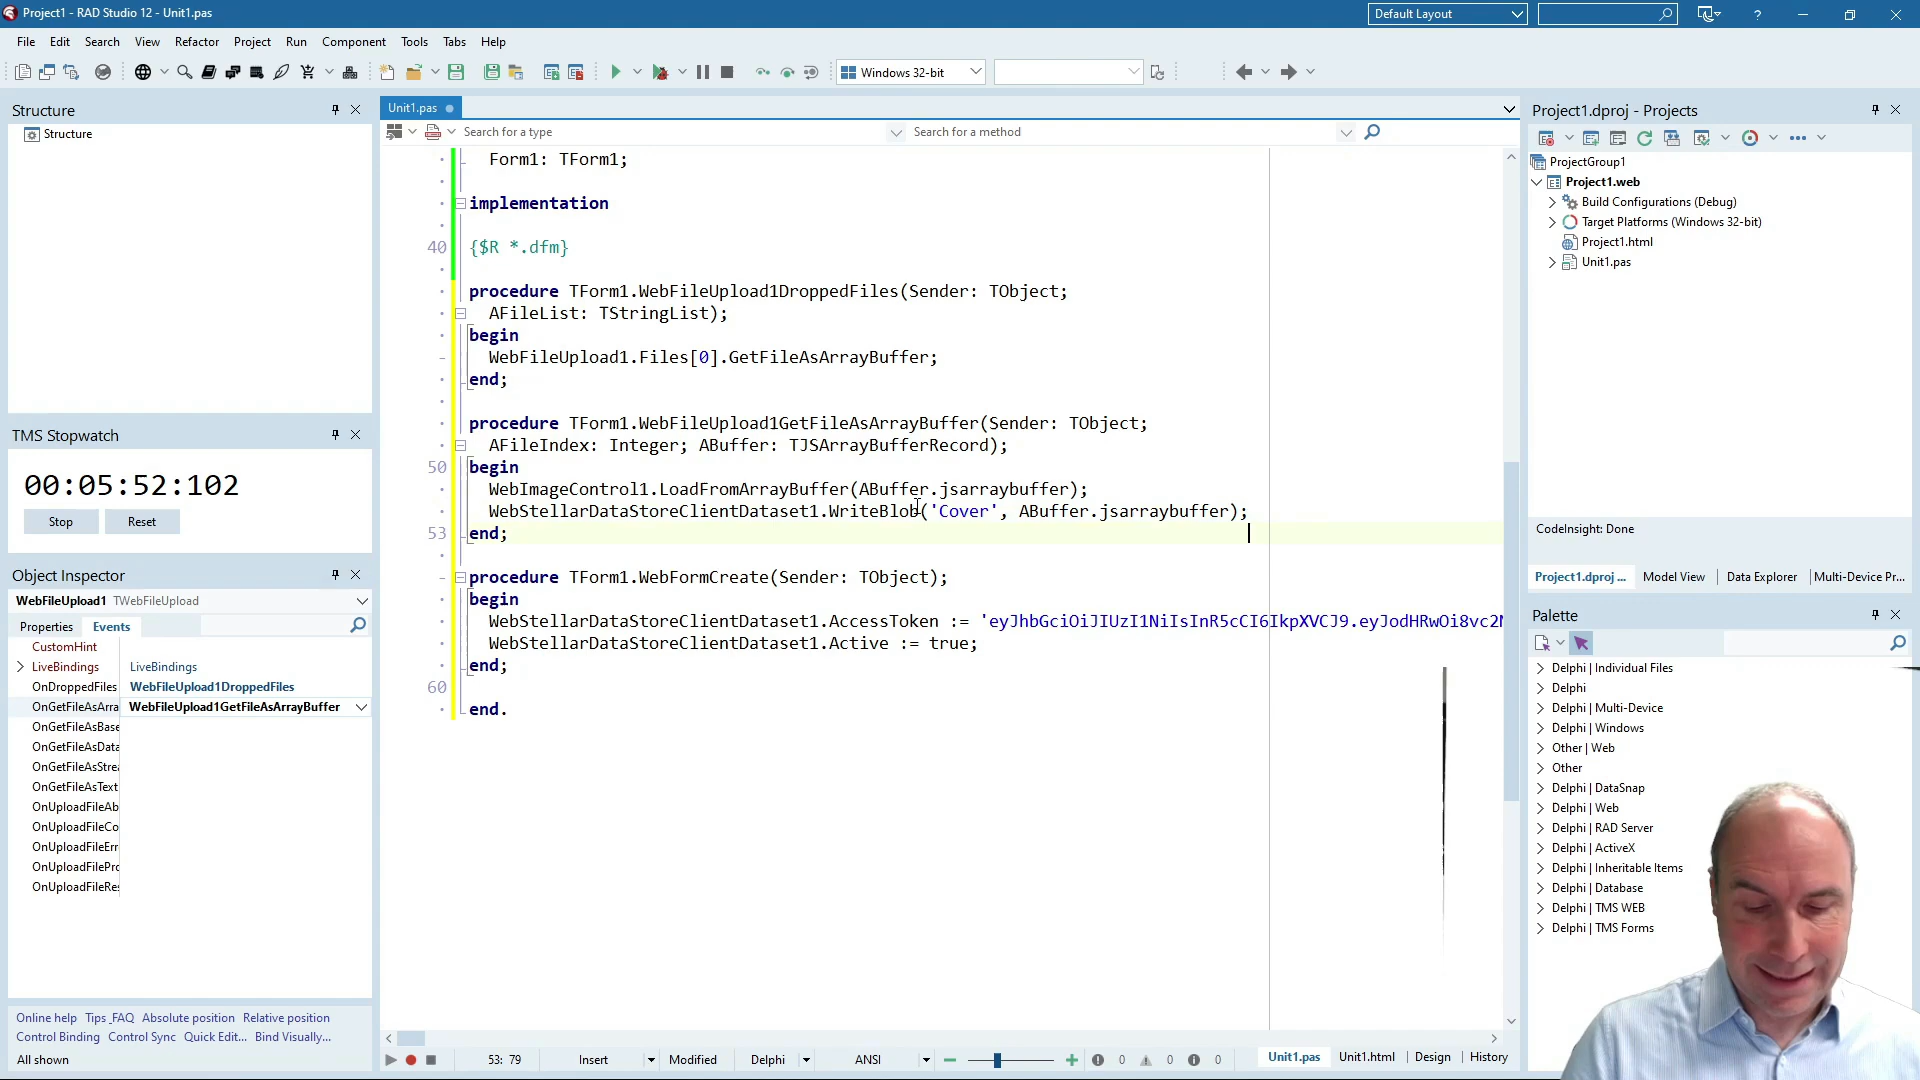 Project1 - RAD Studio 12 - Unit1.pas
Default Layout
File Edit Search View Refactor Project Run Component Tools Tabs Help
Windows 32-bit
Structure
Structure
TMS Stopwatch
00:05:52:102
Stop Reset
Object Inspector
WebFileUpload1 TWebFileUpload
Properties Events
CustomHint
LiveBindings LiveBindings
OnDroppedFiles WebFileUpload1DroppedFiles
OnGetFileAsArra WebFileUpload1GetFileAsArrayBuffer
OnGetFileAsBase
OnGetFileAsData
OnGetFileAsStrea
OnGetFileAsText
OnUploadFileAb
OnUploadFileCo
OnUploadFileErr
OnUploadFilePro
OnUploadFileRes
Online help Tips_FAQ Absolute position Relative position
Control Binding Control Sync Quick Edit... Bind Visually...
All shown
Unit1.pas
Search for a type Search for a method
Form1: TForm1;
implementation
40 {$R *.dfm}
procedure TForm1.WebFileUpload1DroppedFiles(Sender: TObject;
AFileList: TStringList);
begin
WebFileUpload1.Files[0].GetFileAsArrayBuffer;
end;
procedure TForm1.WebFileUpload1GetFileAsArrayBuffer(Sender: TObject;
AFileIndex: Integer; ABuffer: TJSArrayBufferRecord);
50 begin
WebImageControl1.LoadFromArrayBuffer(ABuffer.jsarraybuffer);
WebStellarDataStoreClientDataset1.WriteBlob('Cover', ABuffer.jsarraybuffer);
53 end;
procedure TForm1.WebFormCreate(Sender: TObject);
begin
WebStellarDataStoreClientDataset1.AccessToken := 'eyJhbGciOiJIUzI1NiIsInR5cCI6IkpXVCJ9.eyJodHRwOi8vc2N
WebStellarDataStoreClientDataset1.Active := true;
end;
60
end.
53: 79 Insert Modified Delphi ANSI 0 0 0 Unit1.pas Unit1.html Design History
Project1.dproj - Projects
ProjectGroup1
Project1.web
Build Configurations (Debug)
Target Platforms (Windows 32-bit)
Project1.html
Unit1.pas
CodeInsight: Done
Project1.dproj ... Model View Data Explorer Multi-Device Pr...
Palette
Delphi | Individual Files
Delphi
Delphi | Multi-Device
Delphi | Windows
Other | Web
Other
Delphi | DataSnap
Delphi | Web
Delphi | RAD Server
Delphi | ActiveX
Delphi | Inheritable Items
Delphi | Database
Delphi | TMS WEB
Delphi | TMS Forms